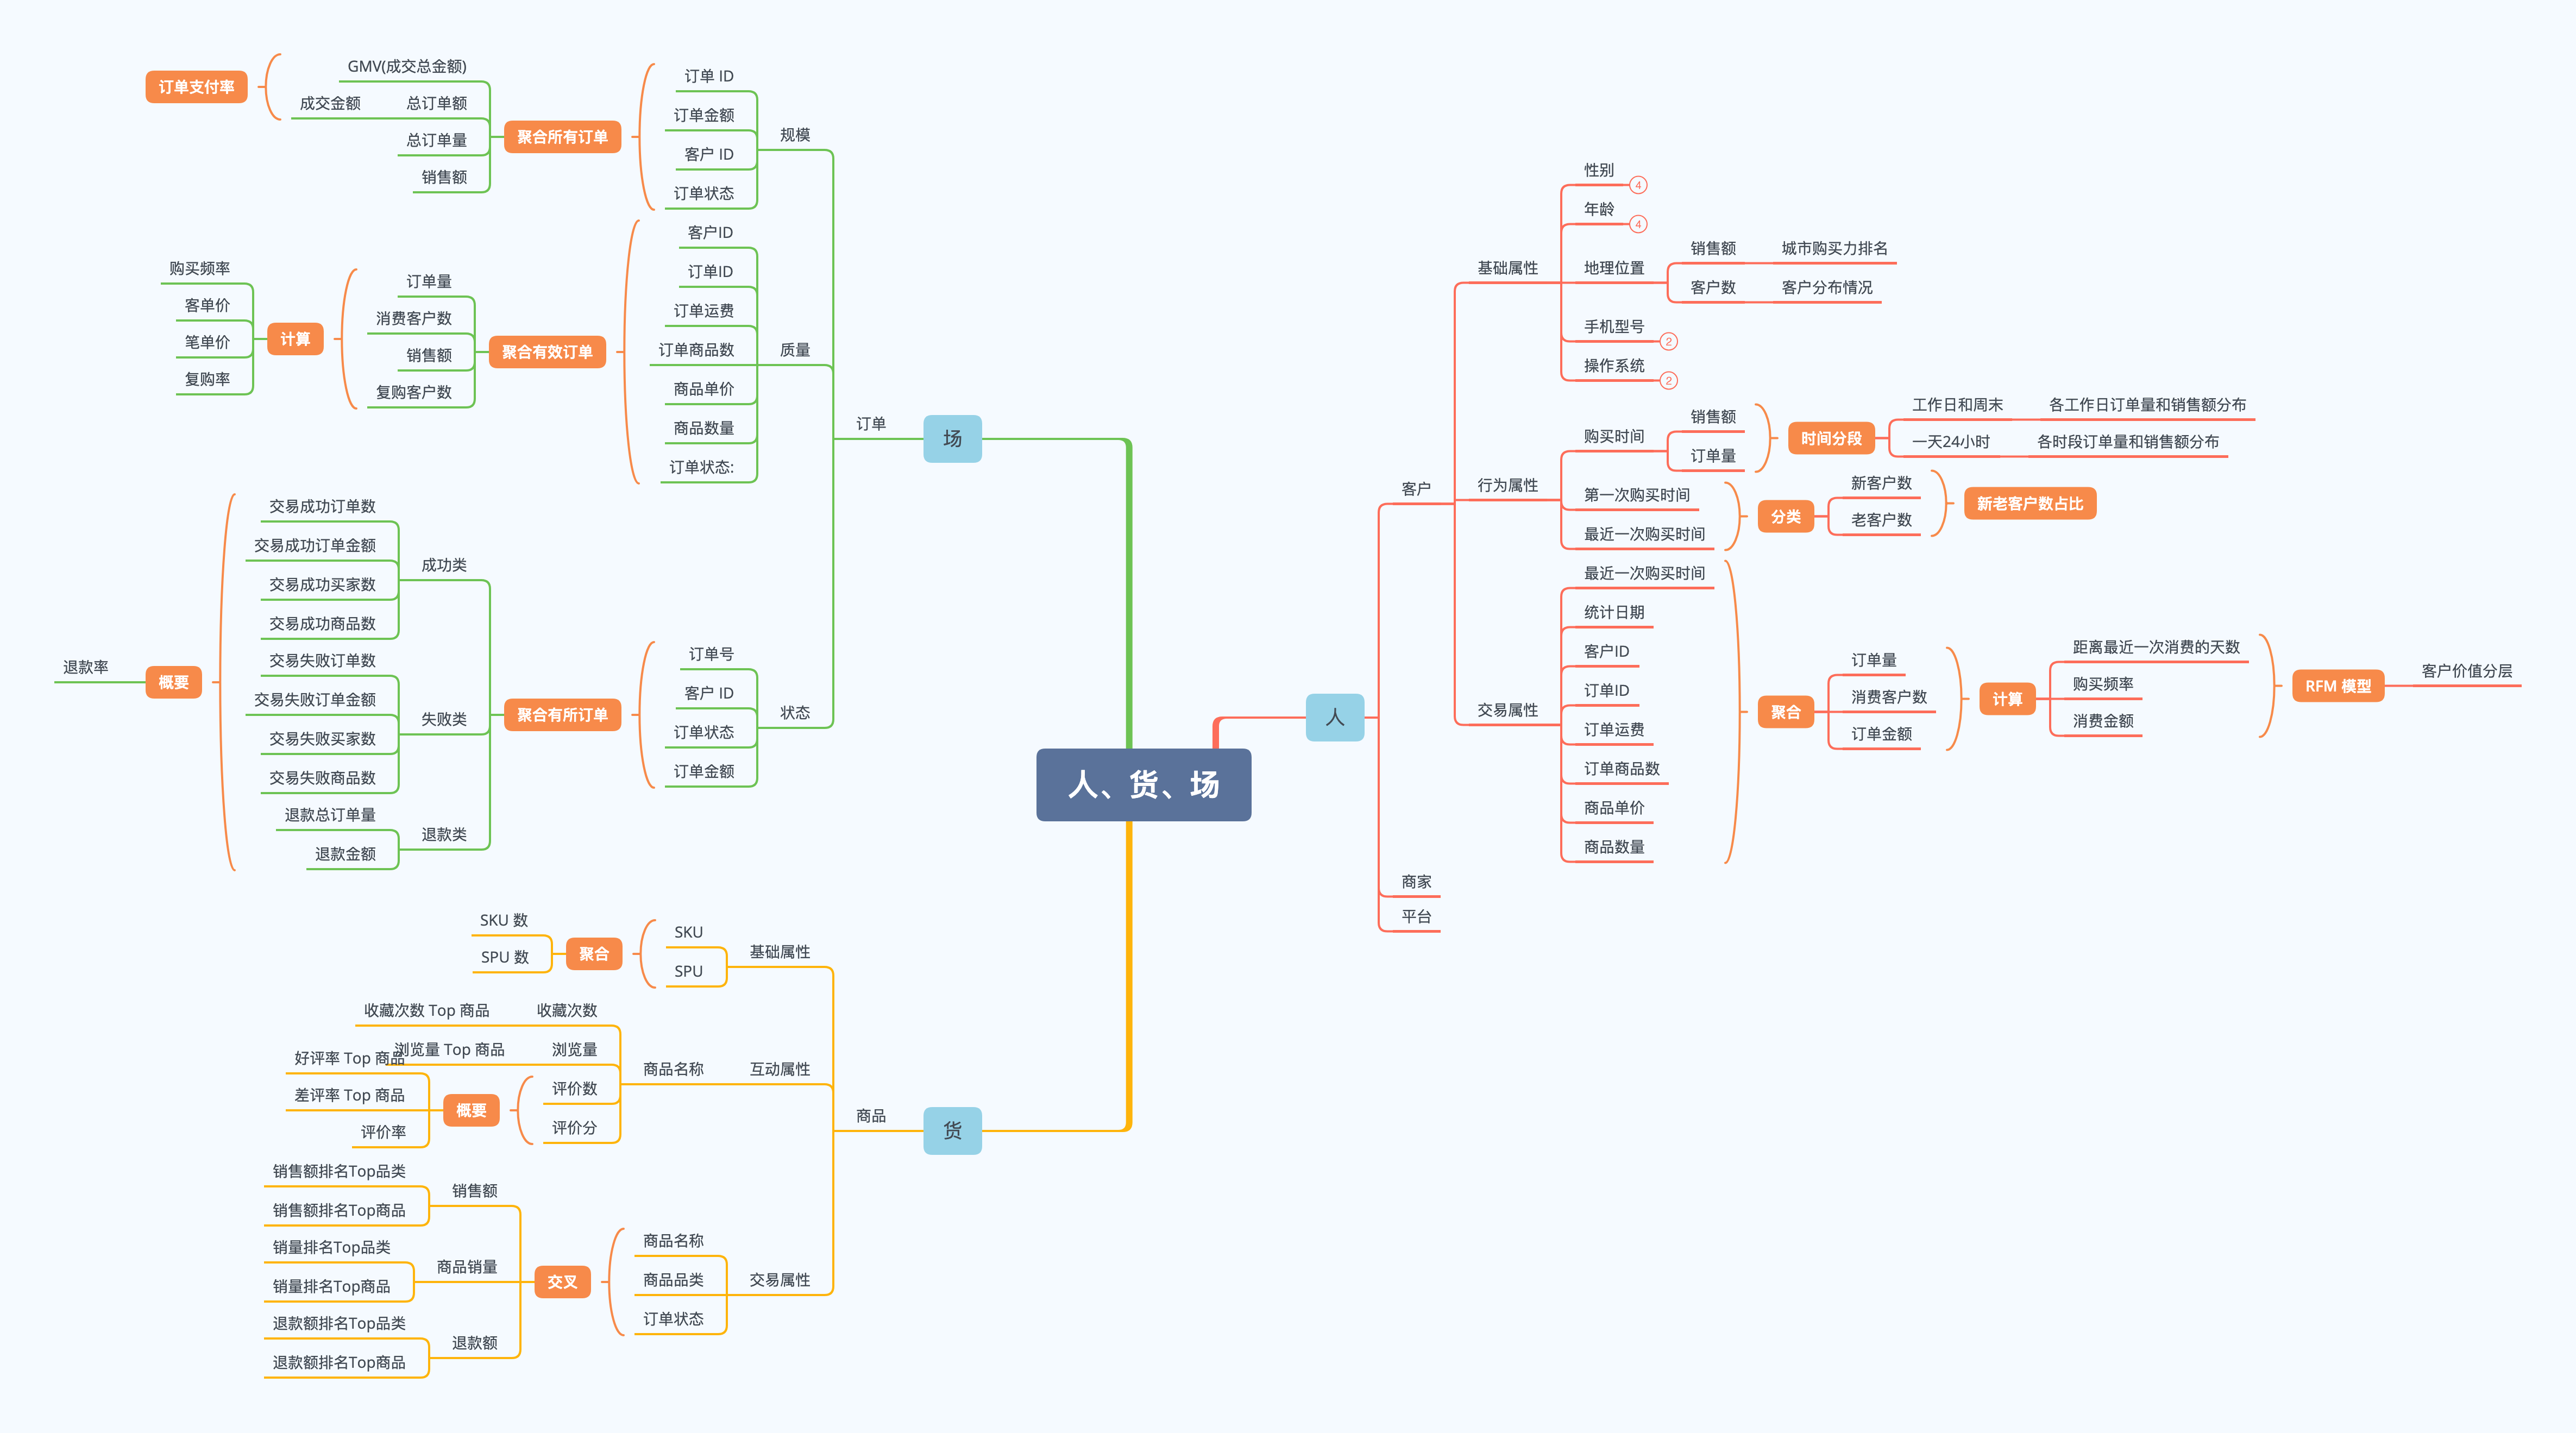 人、货、场
人
客户
基础属性
性别
4
年龄
4
地理位置
销售额
城市购买力排名
客户数
客户分布情况
手机型号
2
操作系统
2
行为属性
购买时间
销售额
订单量
时间分段
工作日和周末
各工作日订单量和销售额分布
一天24小时
各时段订单量和销售额分布
第一次购买时间
最近一次购买时间
分类
新客户数
老客户数
新老客户数占比
交易属性
最近一次购买时间
统计日期
客户ID
订单ID
订单运费
订单商品数
商品单价
商品数量
聚合
订单量
消费客户数
订单金额
计算
距离最近一次消费的天数
购买频率
消费金额
RFM 模型
客户价值分层
商家
平台
场
订单
规模
订单 ID
订单金额
客户 ID
订单状态
聚合所有订单
GMV(成交总金额)
总订单额
成交金额
总订单量
销售额
订单支付率
质量
客户ID
订单ID
订单运费
订单商品数
商品单价
商品数量
订单状态:
聚合有效订单
订单量
消费客户数
销售额
复购客户数
计算
购买频率
客单价
笔单价
复购率
状态
订单号
客户 ID
订单状态
订单金额
聚合有所订单
成功类
交易成功订单数
交易成功订单金额
交易成功买家数
交易成功商品数
失败类
交易失败订单数
交易失败订单金额
交易失败买家数
交易失败商品数
退款类
退款总订单量
退款金额
概要
退款率
货
商品
基础属性
SKU
SPU
聚合
SKU 数
SPU 数
互动属性
商品名称
收藏次数
收藏次数 Top 商品
浏览量
浏览量 Top 商品
评价数
评价分
概要
好评率 Top 商品
差评率 Top 商品
评价率
交易属性
商品名称
商品品类
订单状态
交叉
销售额
销售额排名Top品类
销售额排名Top商品
商品销量
销量排名Top品类
销量排名Top商品
退款额
退款额排名Top品类
退款额排名Top商品